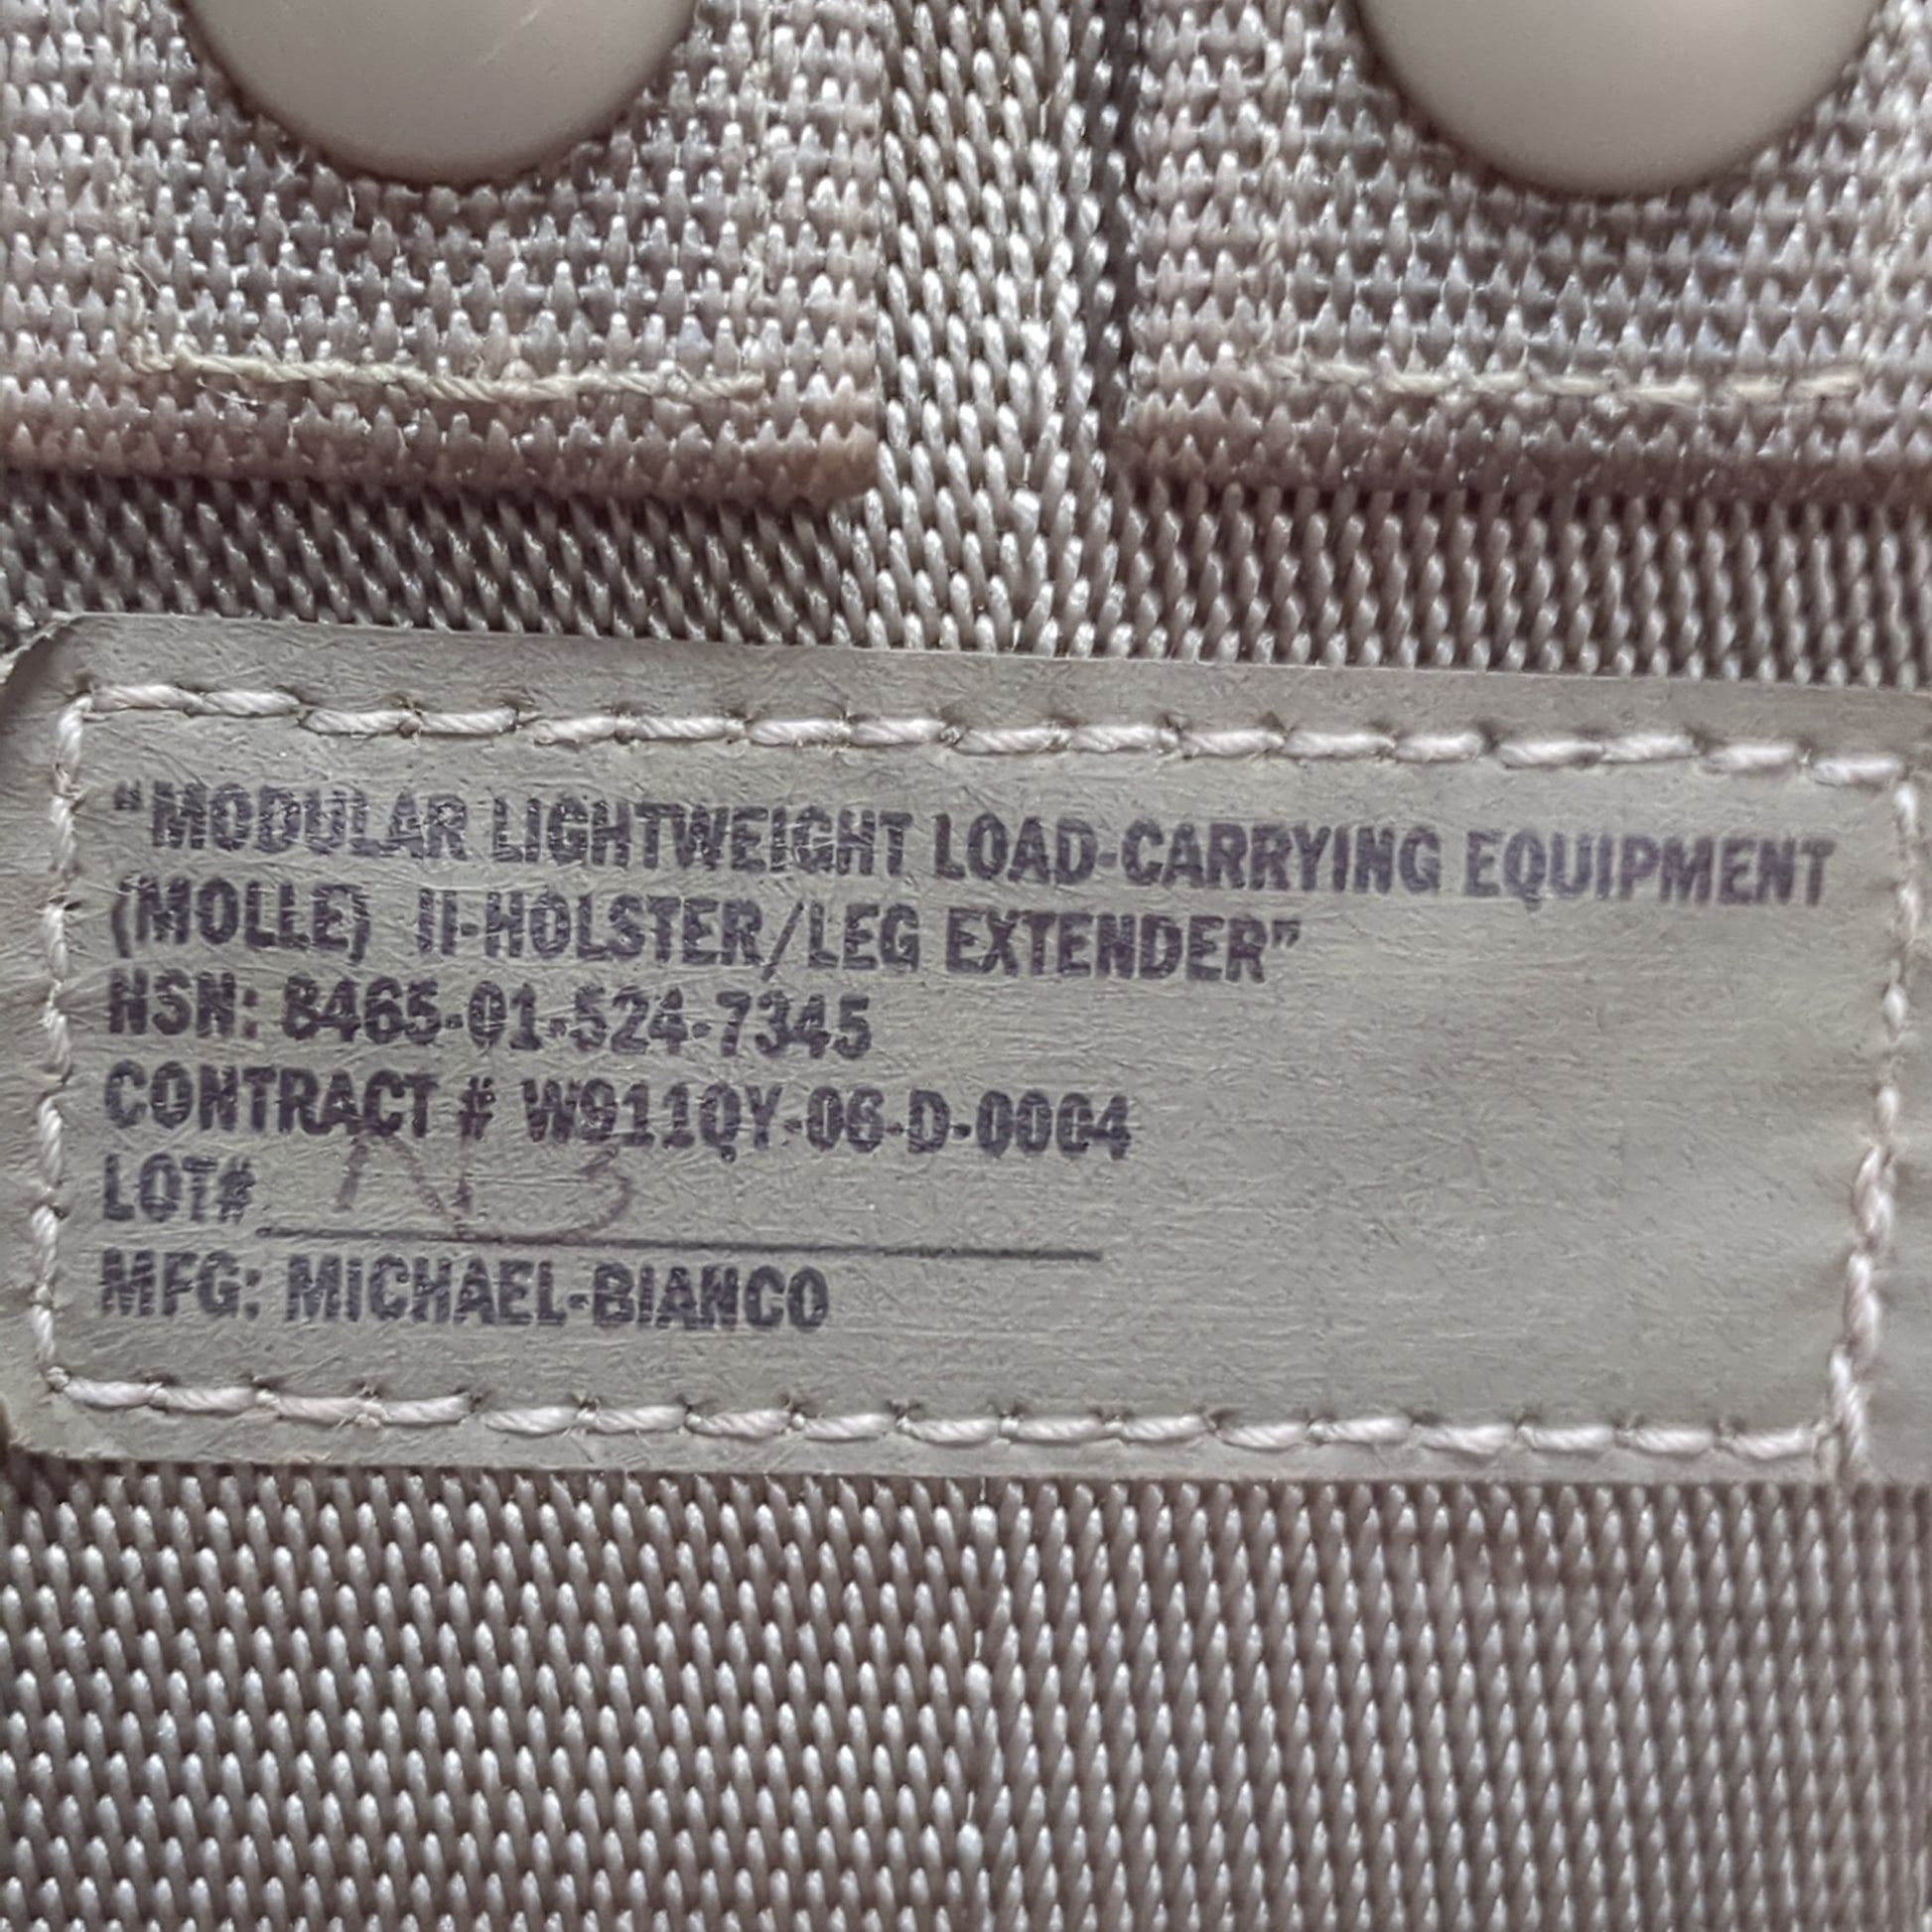 “MODULAR LIGHTWEIGHT LOAD-CARRYING EQUIPMENT
(MOLLE) II-HOLSTER/LEG EXTENDER”
NSN: 8465-01-524-7345
CONTRACT # W911QY-06-D-0004
LOT# N3
MFG: MICHAEL-BIANCO